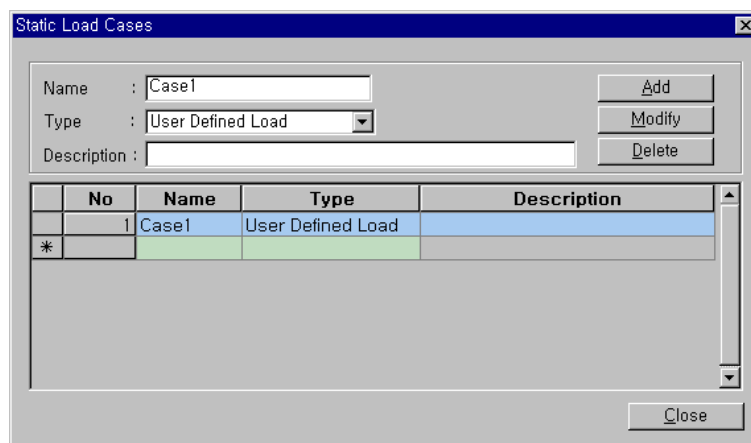 Static Load Cases
Name : Case1 Add
Type : User Defined Load Modify
Description : Delete
No Name Type Description
1 Case1 User Defined Load
*
Close